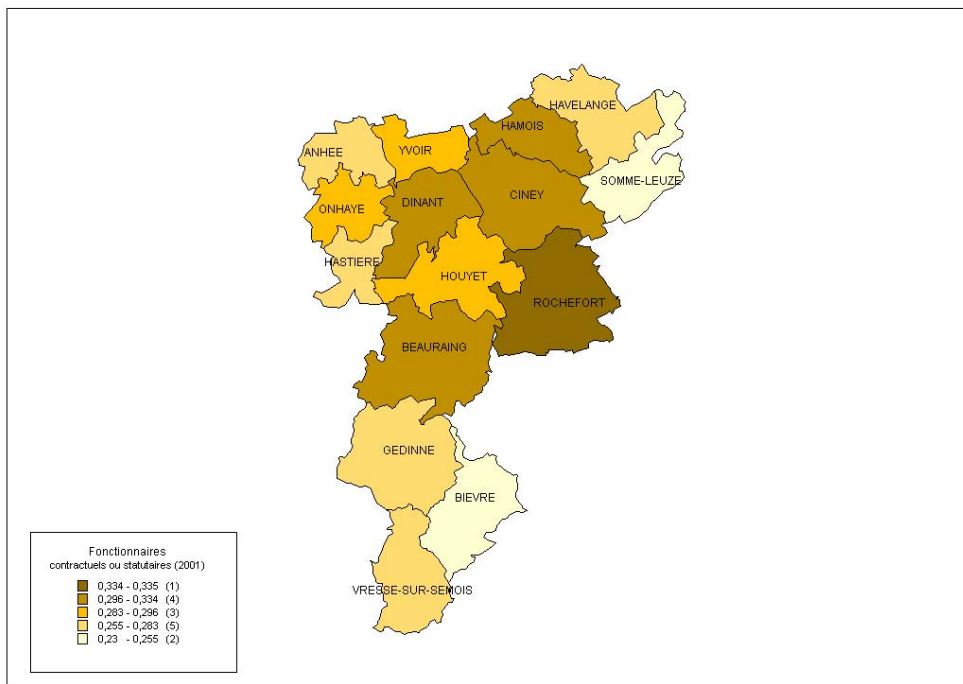 HAVELANGE
HAMOIS
ANHEE
YVOIR
SOMME-LEUZE
CINEY
DINANT
ONHAYE
HASTIERE
HOUYET
ROCHEFORT
BEAURAING
GEDINNE
BIEVRE
VRESSE-SUR-SEMOIS
Fonctionnaires
contractuels ou statutaires (2001)
0,334 - 0,335 (1)
0,296 - 0,334 (4)
0,283 - 0,296 (3)
0,255 - 0,283 (5)
0,23 - 0,255 (2)